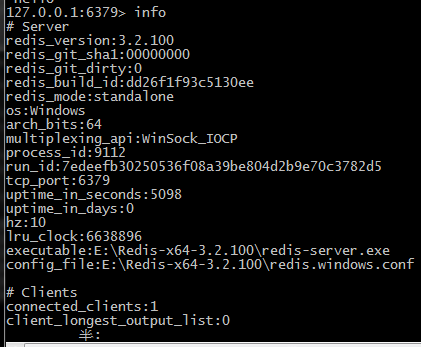 127.0.0.1:6379> info
# Server
redis_version:3.2.100
redis_git_sha1:00000000
redis_git_dirty:0
redis_build_id:dd26f1f93c5130ee
redis_mode:standalone
os:Windows
arch_bits:64
multiplexing_api:WinSock_IOCP
process_id:9112
run_id:7edeefb30250536f08a39be804d2b9e70c3782d5
tcp_port:6379
uptime_in_seconds:5098
uptime_in_days:0
hz:10
lru_clock:6638896
executable:E:\Redis-x64-3.2.100\redis-server.exe
config_file:E:\Redis-x64-3.2.100\redis.windows.conf
# Clients
connected_clients:1
client_longest_output_list:0
半: